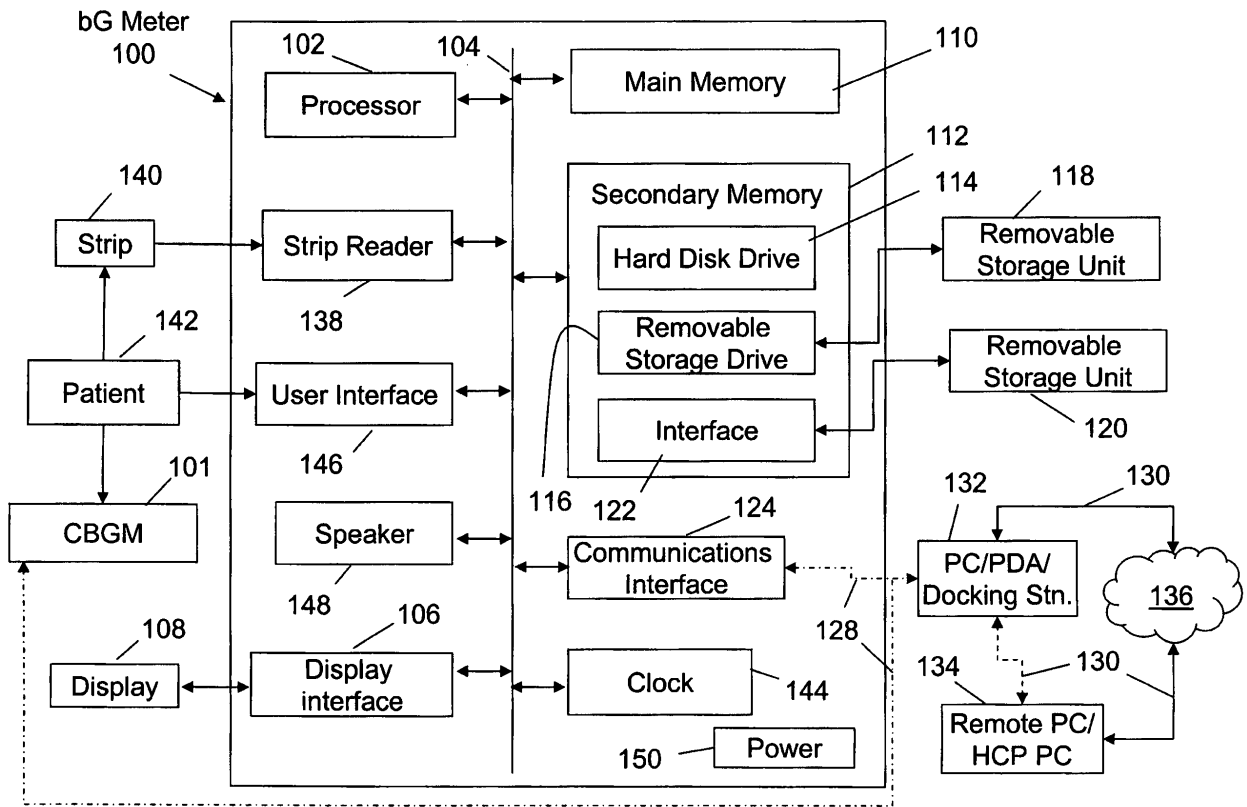 bG Meter
100
102
104
110
Processor
Main Memory
140
112
114
118
Strip
Strip Reader
138
Secondary Memory
Hard Disk Drive
Removable
Storage Unit
142
Patient
User Interface
146
116
Removable
Storage Drive
Interface
122
Removable
Storage Unit
120
101
CBGM
Speaker
148
124
Communications
Interface
132
130
PC/PDA/
Docking Stn.
136
128
108
Display
106
Display
interface
Clock
144
134
130
Remote PC/
HCP PC
150
Power